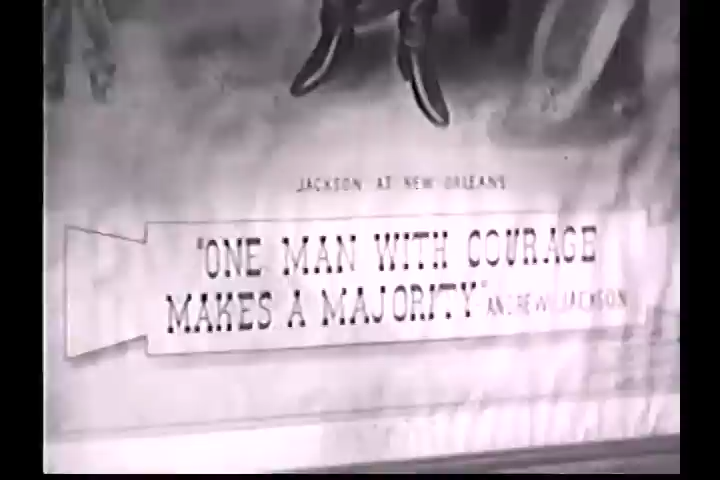 JACKSON AT NEW ORLEANS
"ONE MAN WITH COURAGE
MAKES A MAJORITY" ANDREW JACKSON